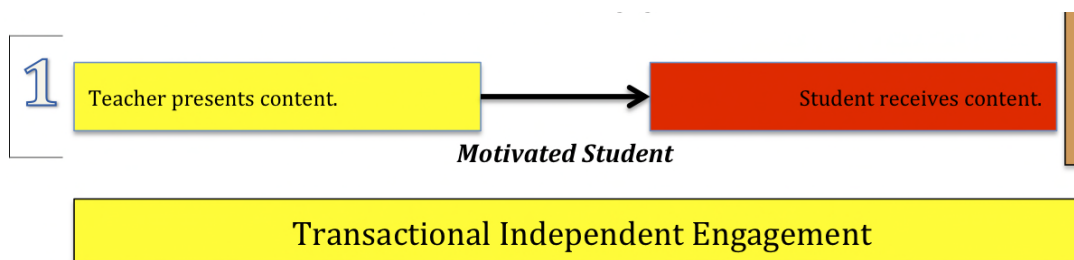 1
Teacher presents content.
Student receives content.
Motivated Student
Transactional Independent Engagement